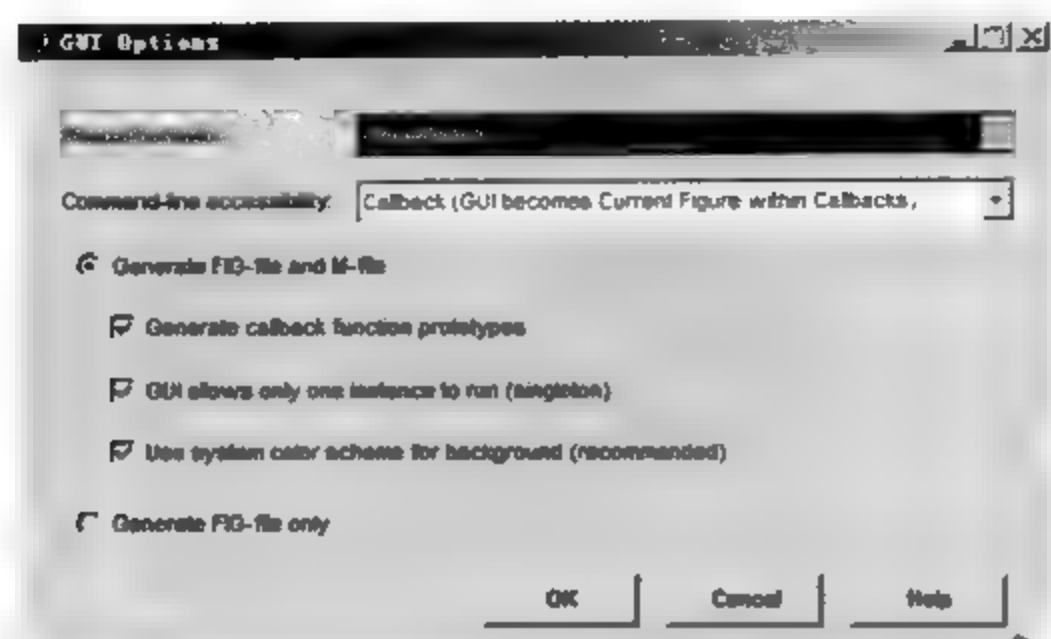 GUI Options
Command-line accessibility: Callback (GUI becomes Current Figure within Callbacks)
Generate FIG-file and M-file
Generate callback function prototypes
GUI allows only one instance to run (singleton)
Use system color scheme for background (recommended)
Generate FIG-file only
OK Cancel Help